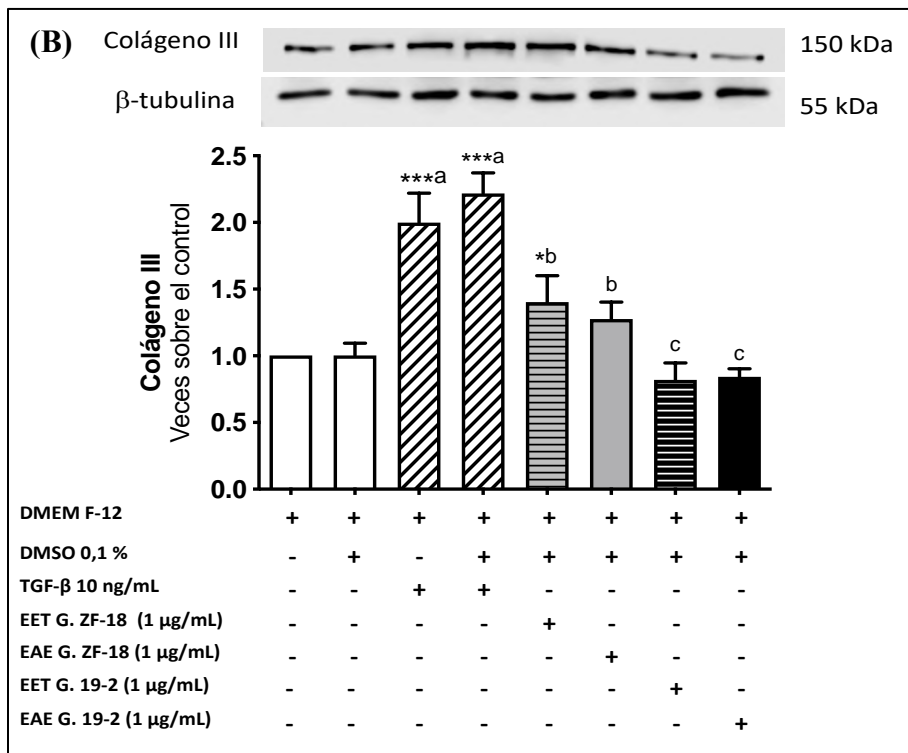 (B) Colágeno III 150 kDa
β-tubulina 55 kDa
Colágeno III
Veces sobre el control
2.5
2.0
1.5
1.0
0.5
0.0
***a
***a
*b
b
c
c
DMEM F-12 + + + + + + + +
DMSO 0,1 % - + - + + + + +
TGF-β 10 ng/mL - - + + - - - -
EET G. ZF-18 (1 µg/mL) - - - - + - - -
EAE G. ZF-18 (1 µg/mL) - - - - - + - -
EET G. 19-2 (1 µg/mL) - - - - - - + -
EAE G. 19-2 (1 µg/mL) - - - - - - - +